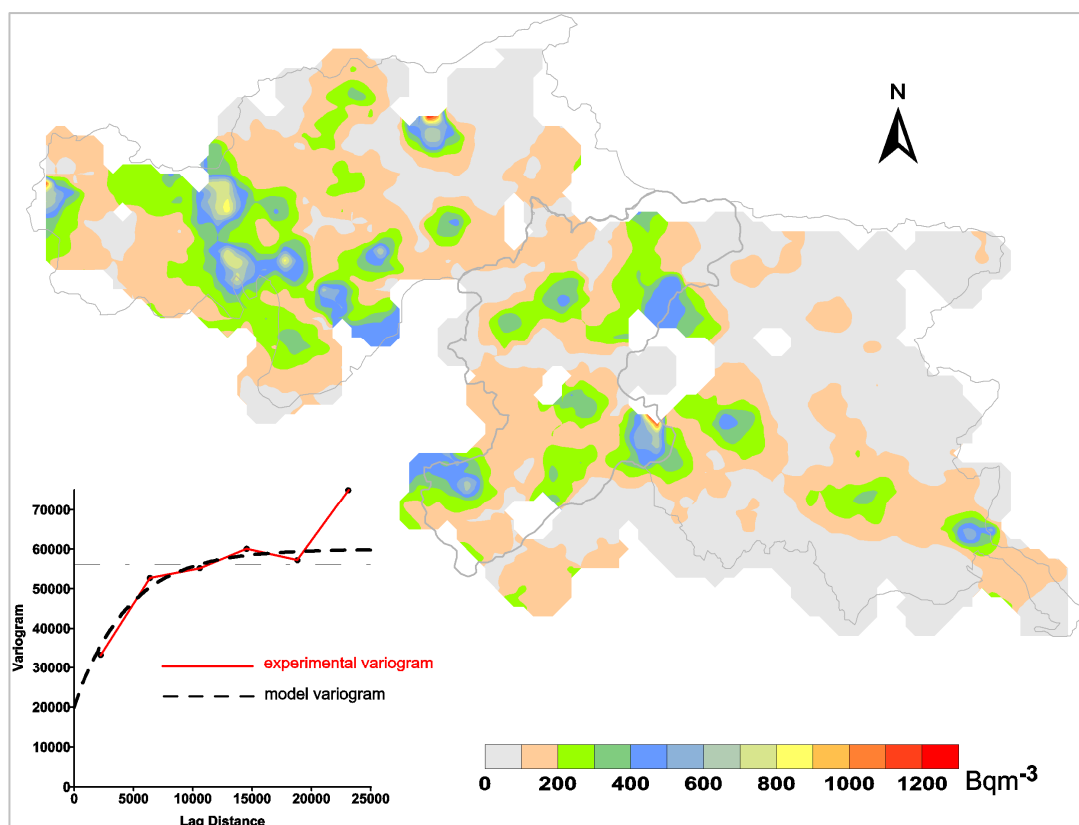 N
70000
60000
50000
40000
30000
20000
10000
0
Variogram
experimental variogram
model variogram
0 5000 10000 15000 20000 25000
Lag Distance
0 200 400 600 800 1000 1200 Bqm-3